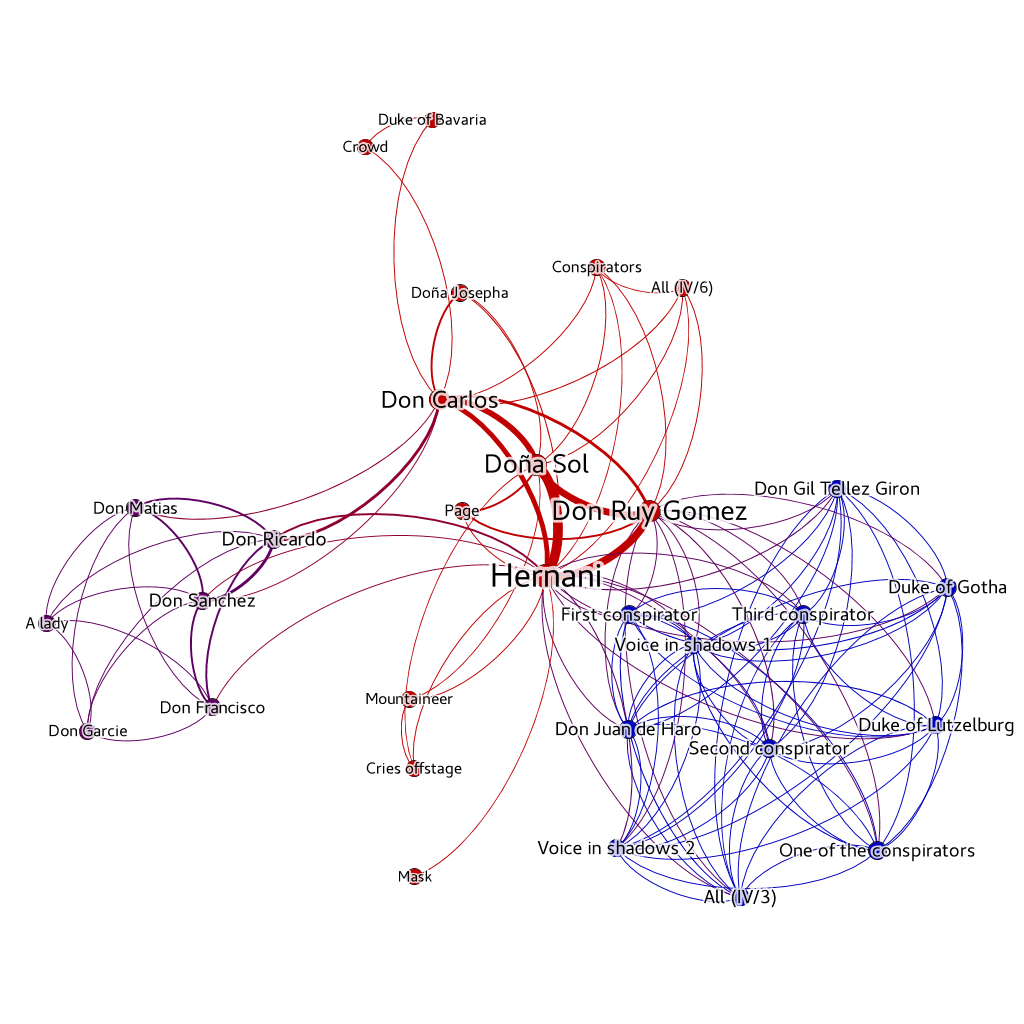 Duke of Bavaria
Crowd
Conspirators
All (IV/6)
Doña Josepha
Don Carlos
Doña Sol
Don Gil Tellez Giron
Don Matias
Page
Don Ruy Gomez
Don Ricardo
Hernani
Duke of Gotha
Don Sanchez
First conspirator
Third conspirator
A lady
Voice in shadows 1
Mountaineer
Don Francisco
Don Garcie
Don Juan de Haro
Duke of Lutzelburg
Second conspirator
Cries offstage
Voice in shadows 2
One of the conspirators
Mask
All (IV/3)